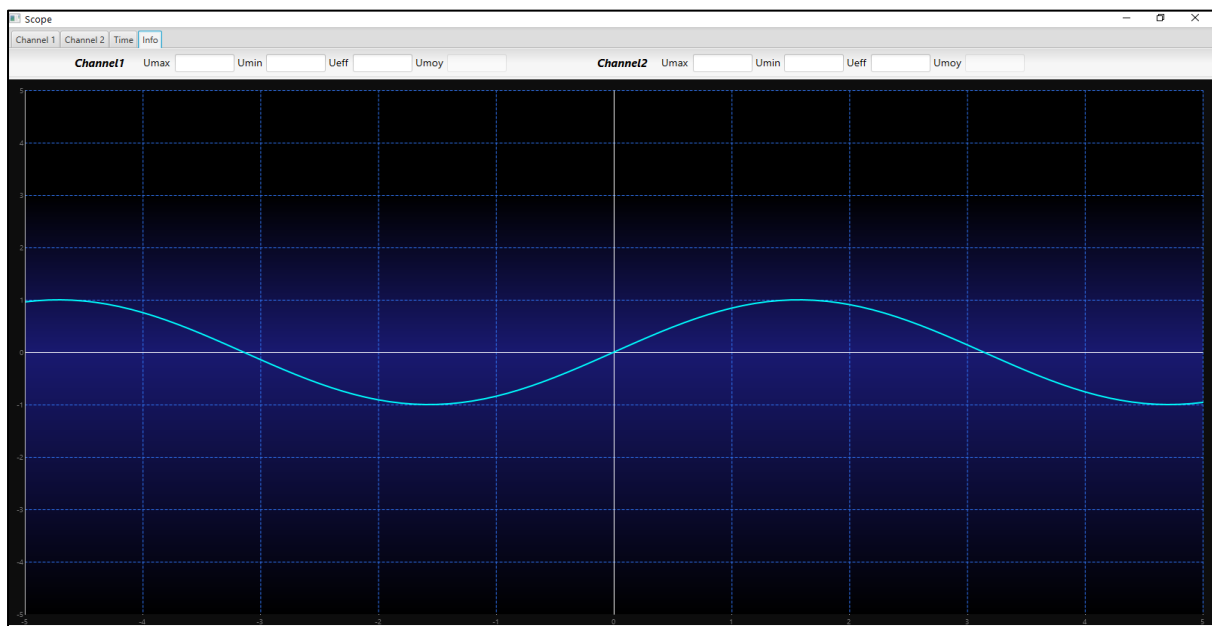 Scope
Channel 1 Channel 2 Time Info
Channel1 Umax Umin Ueff Umoy Channel2 Umax Umin Ueff Umoy
5
4
3
2
1
0
-1
-2
-3
-4
-5
-5 -4 -3 -2 -1 0 1 2 3 4 5